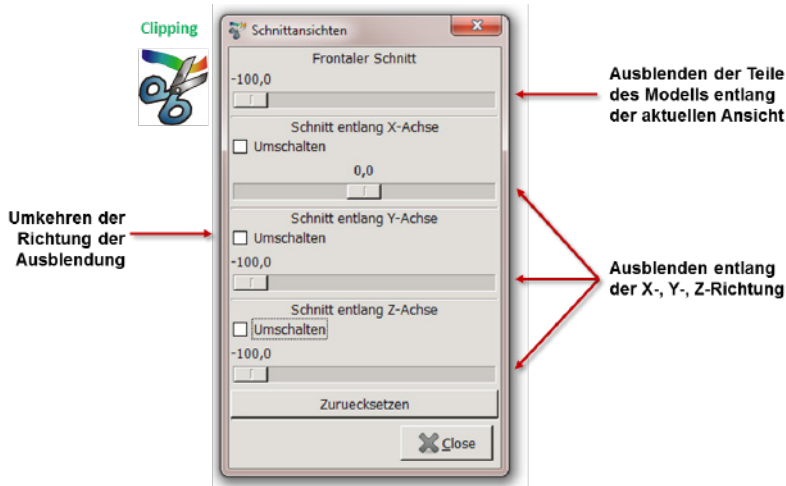 Clipping
Schnittansichten
Frontaler Schnitt
-100,0
Schnitt entlang X-Achse
Umschalten
0,0
Schnitt entlang Y-Achse
Umschalten
-100,0
Schnitt entlang Z-Achse
Umschalten
-100,0
Zuruecksetzen
Close
Umkehren der
Richtung der
Ausblendung
Ausblenden der Teile
des Modells entlang
der aktuellen Ansicht
Ausblenden entlang
der X-, Y-, Z-Richtung